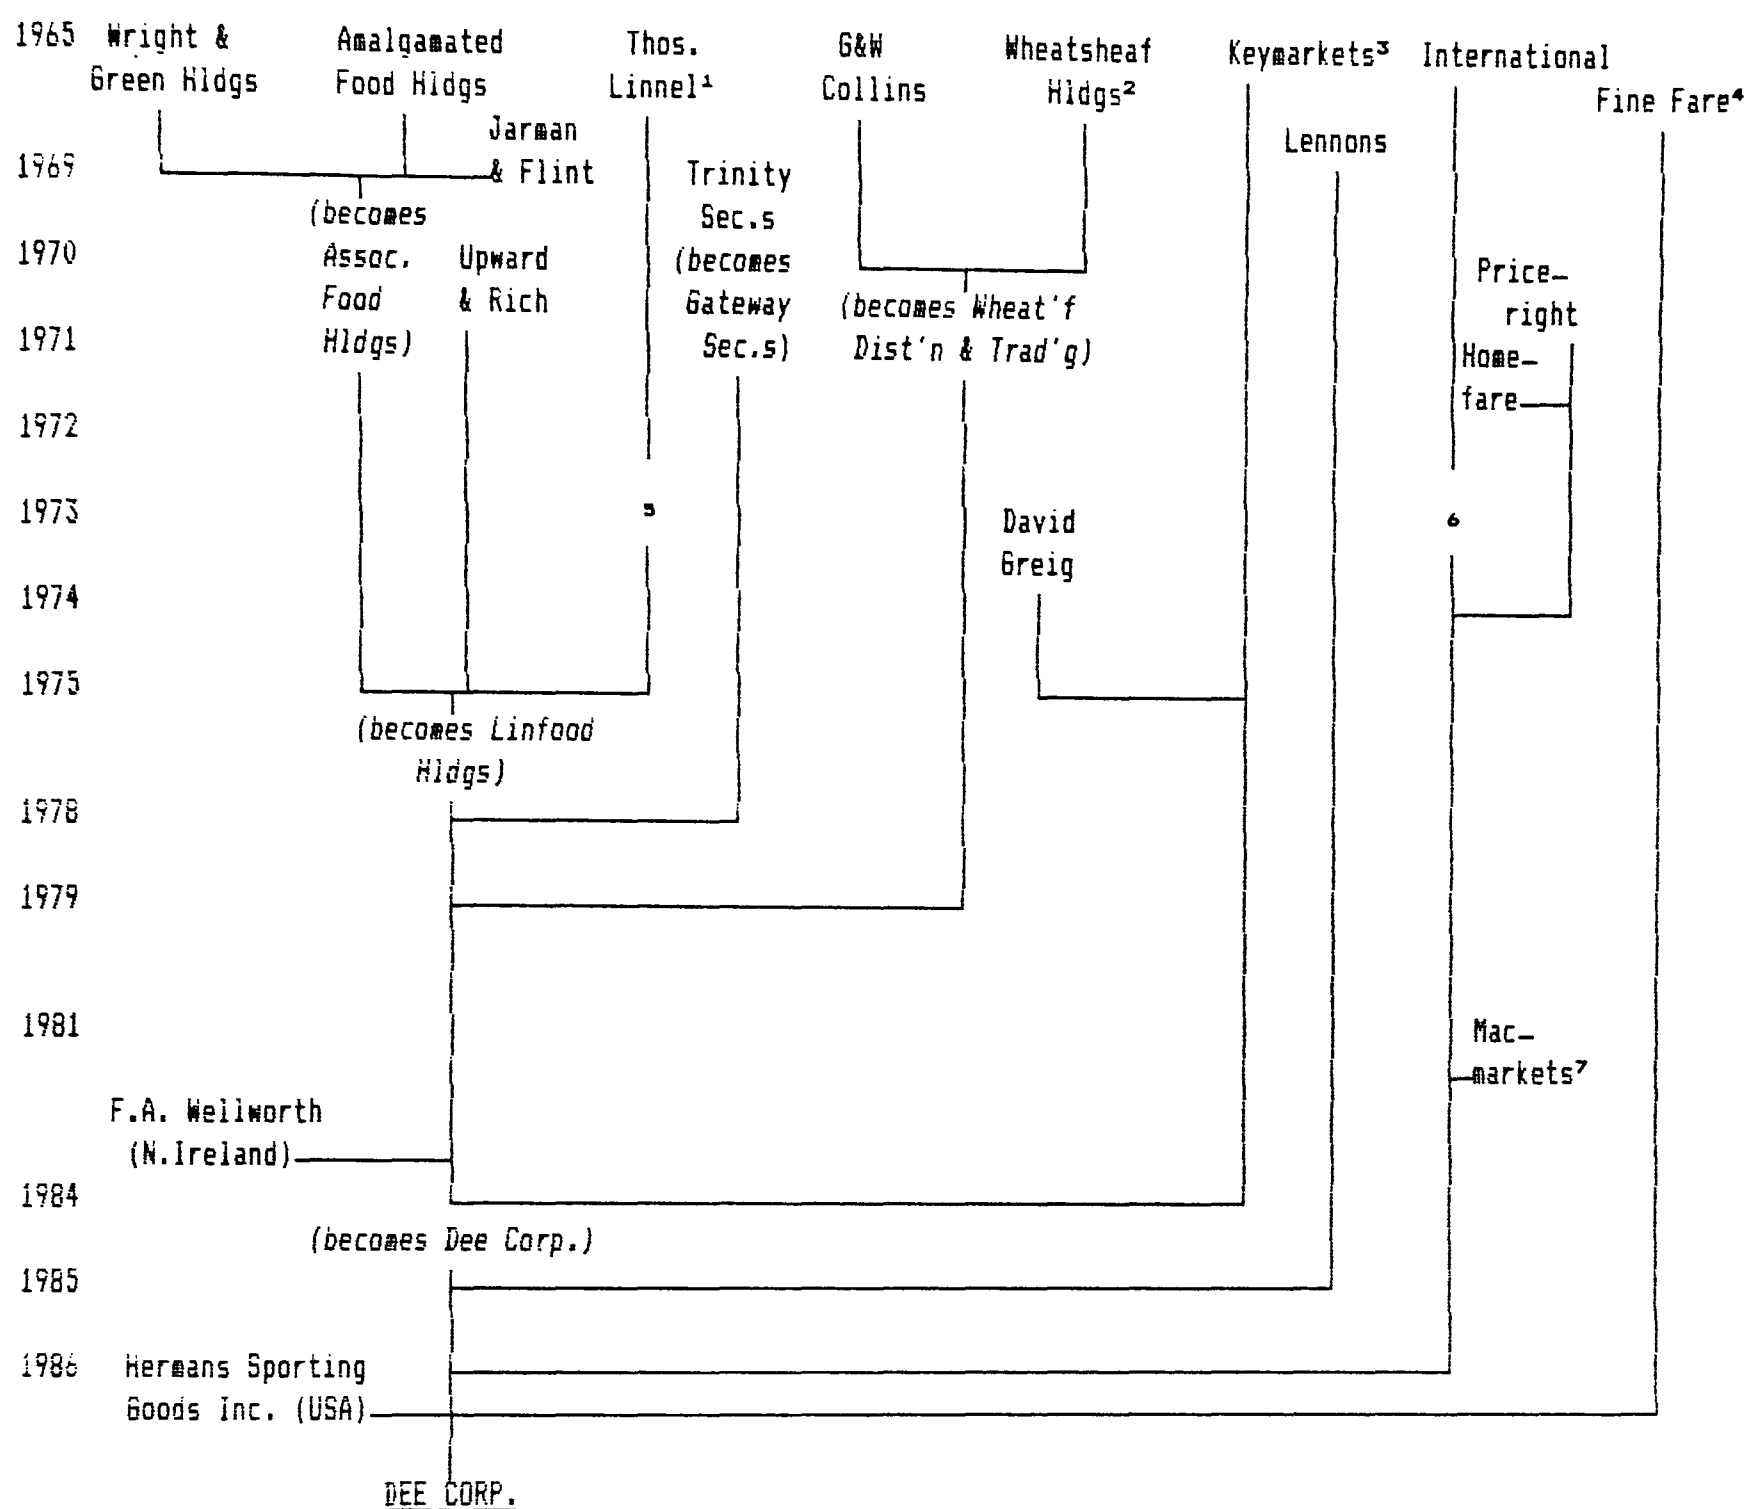 1965 Wright & Green Hldgs
Amalgamated Food Hldgs
Thos. Linnel¹
G&W Collins
Wheatsheaf Hldgs²
Keymarkets³
International
Fine Fare⁴
Jarman & Flint
Lennons
1969
Trinity Sec.s
(becomes Gateway Sec.s)
(becomes Assoc. Food Hldgs)
1970
Upward & Rich
(becomes Wheat'f Dist'n & Trad'g)
Price-right
1971
Home-fare
1972
1973
5
David Greig
6
1974
1975
(becomes Linfood Hldgs)
1978
1979
1981
Mac-markets⁷
F.A. Wellworth (N.Ireland)
1984
(becomes Dee Corp.)
1985
1986
Hermans Sporting Goods Inc. (USA)
DEE CORP.